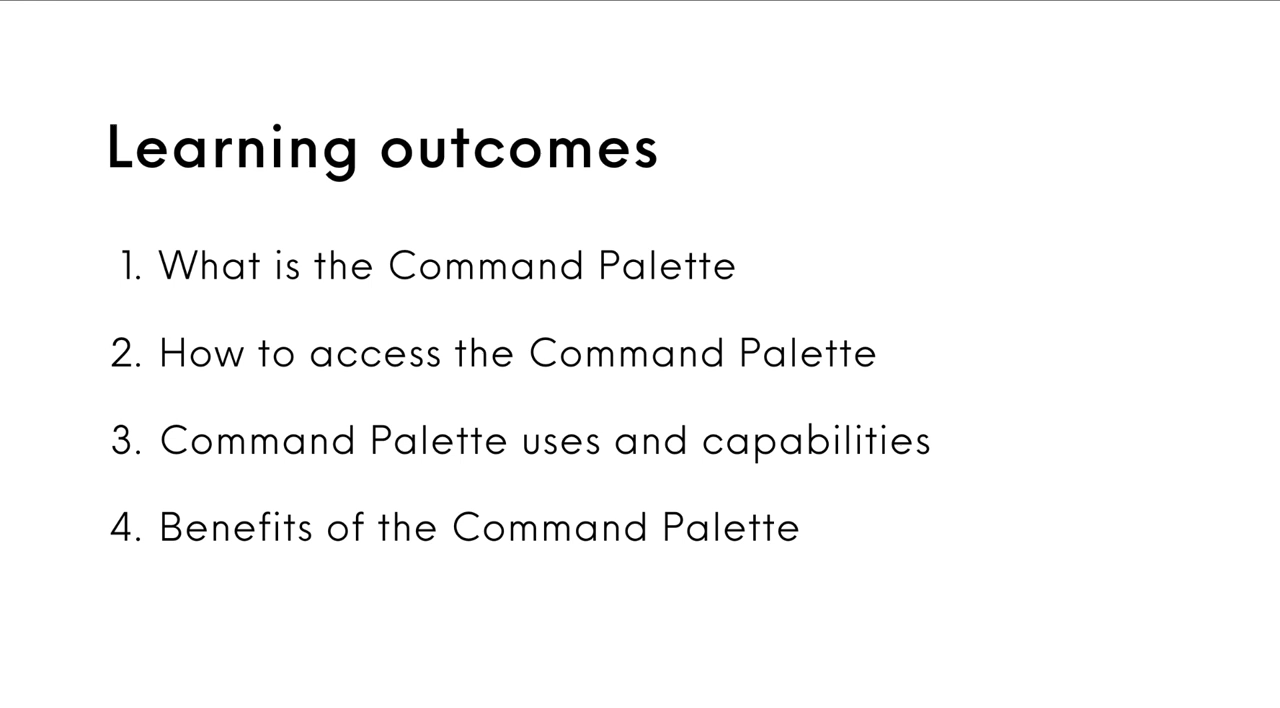 Learning outcomes
1. What is the Command Palette
2. How to access the Command Palette
3. Command Palette uses and capabilities
4. Benefits of the Command Palette